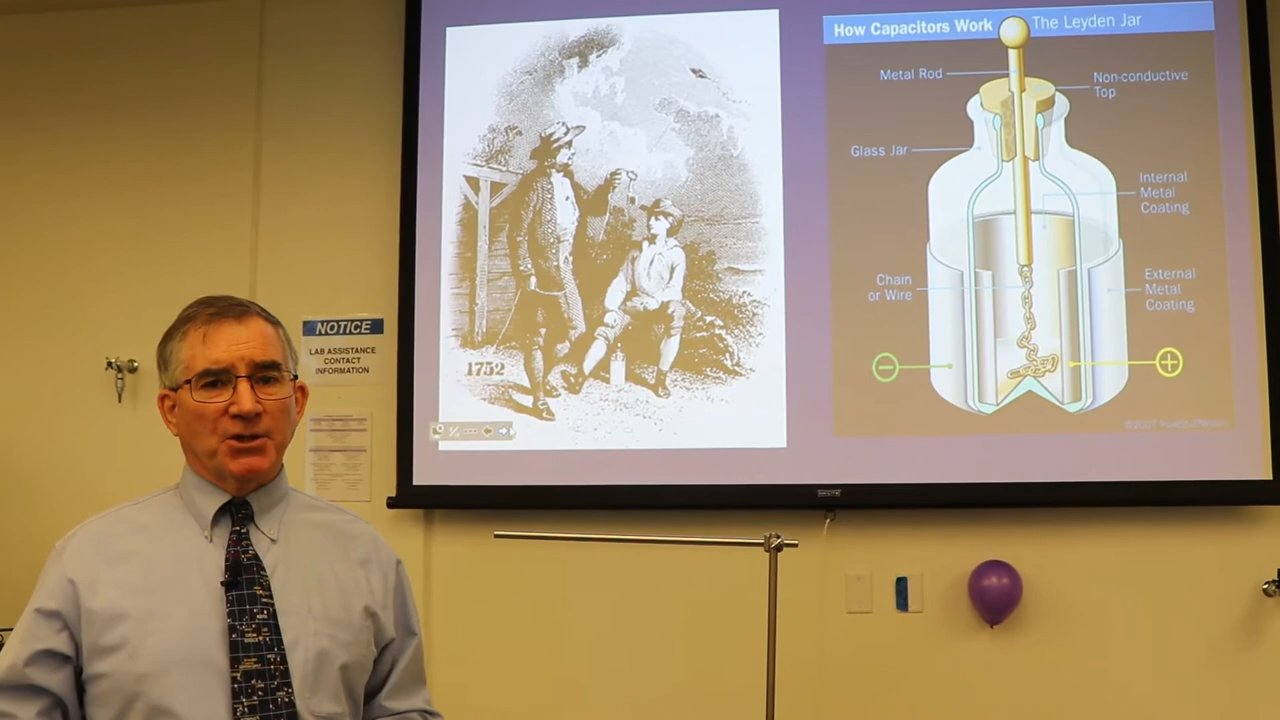 How Capacitors Work
The Leyden Jar
Metal Rod
Non-conductive
Top
Glass Jar
Internal
Metal
Coating
Chain
or Wire
External
Metal
Coating
1752
NOTICE
LAB ASSISTANCE
CONTACT
INFORMATION